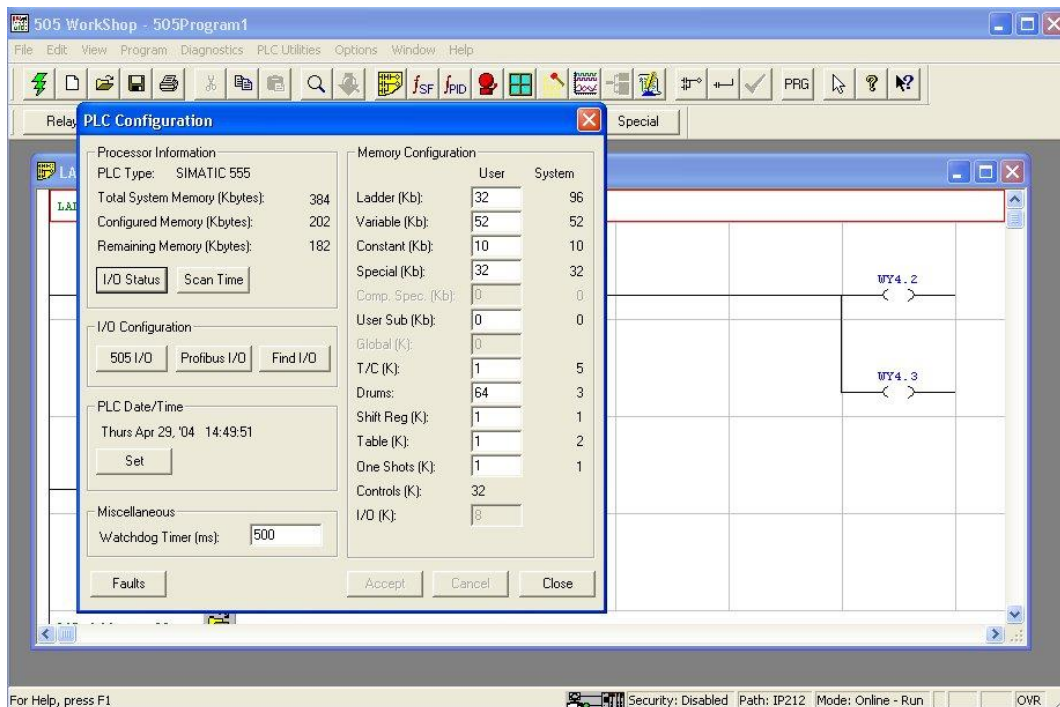 505 WorkShop - 505Program1
File Edit View Program Diagnostics PLC Utilities Options Window Help
SF PID PRG
Relay Special
PLC Configuration
Processor Information
PLC Type: SIMATIC 555
Total System Memory (Kbytes): 384
Configured Memory (Kbytes): 202
Remaining Memory (Kbytes): 182
I/O Status Scan Time
I/O Configuration
505 I/O Profibus I/O Find I/O
PLC Date/Time
Thurs Apr 29, '04 14:49:51
Set
Miscellaneous
Watchdog Timer (ms): 500
Faults
Memory Configuration
User System
Ladder (Kb): 32 96
Variable (Kb): 52 52
Constant (Kb): 10 10
Special (Kb): 32 32
Comp. Spec. (Kb): 0 0
User Sub (Kb): 0 0
Global (K): 0
T/C (K): 1 5
Drums: 64 3
Shift Reg (K): 1 1
Table (K): 1 2
One Shots (K): 1 1
Controls (K): 32
I/O (K): 8
Accept Cancel Close
LA
LAD
WY4.2
WY4.3
For Help, press F1
Security: Disabled Path: IP212 Mode: Online - Run OVR